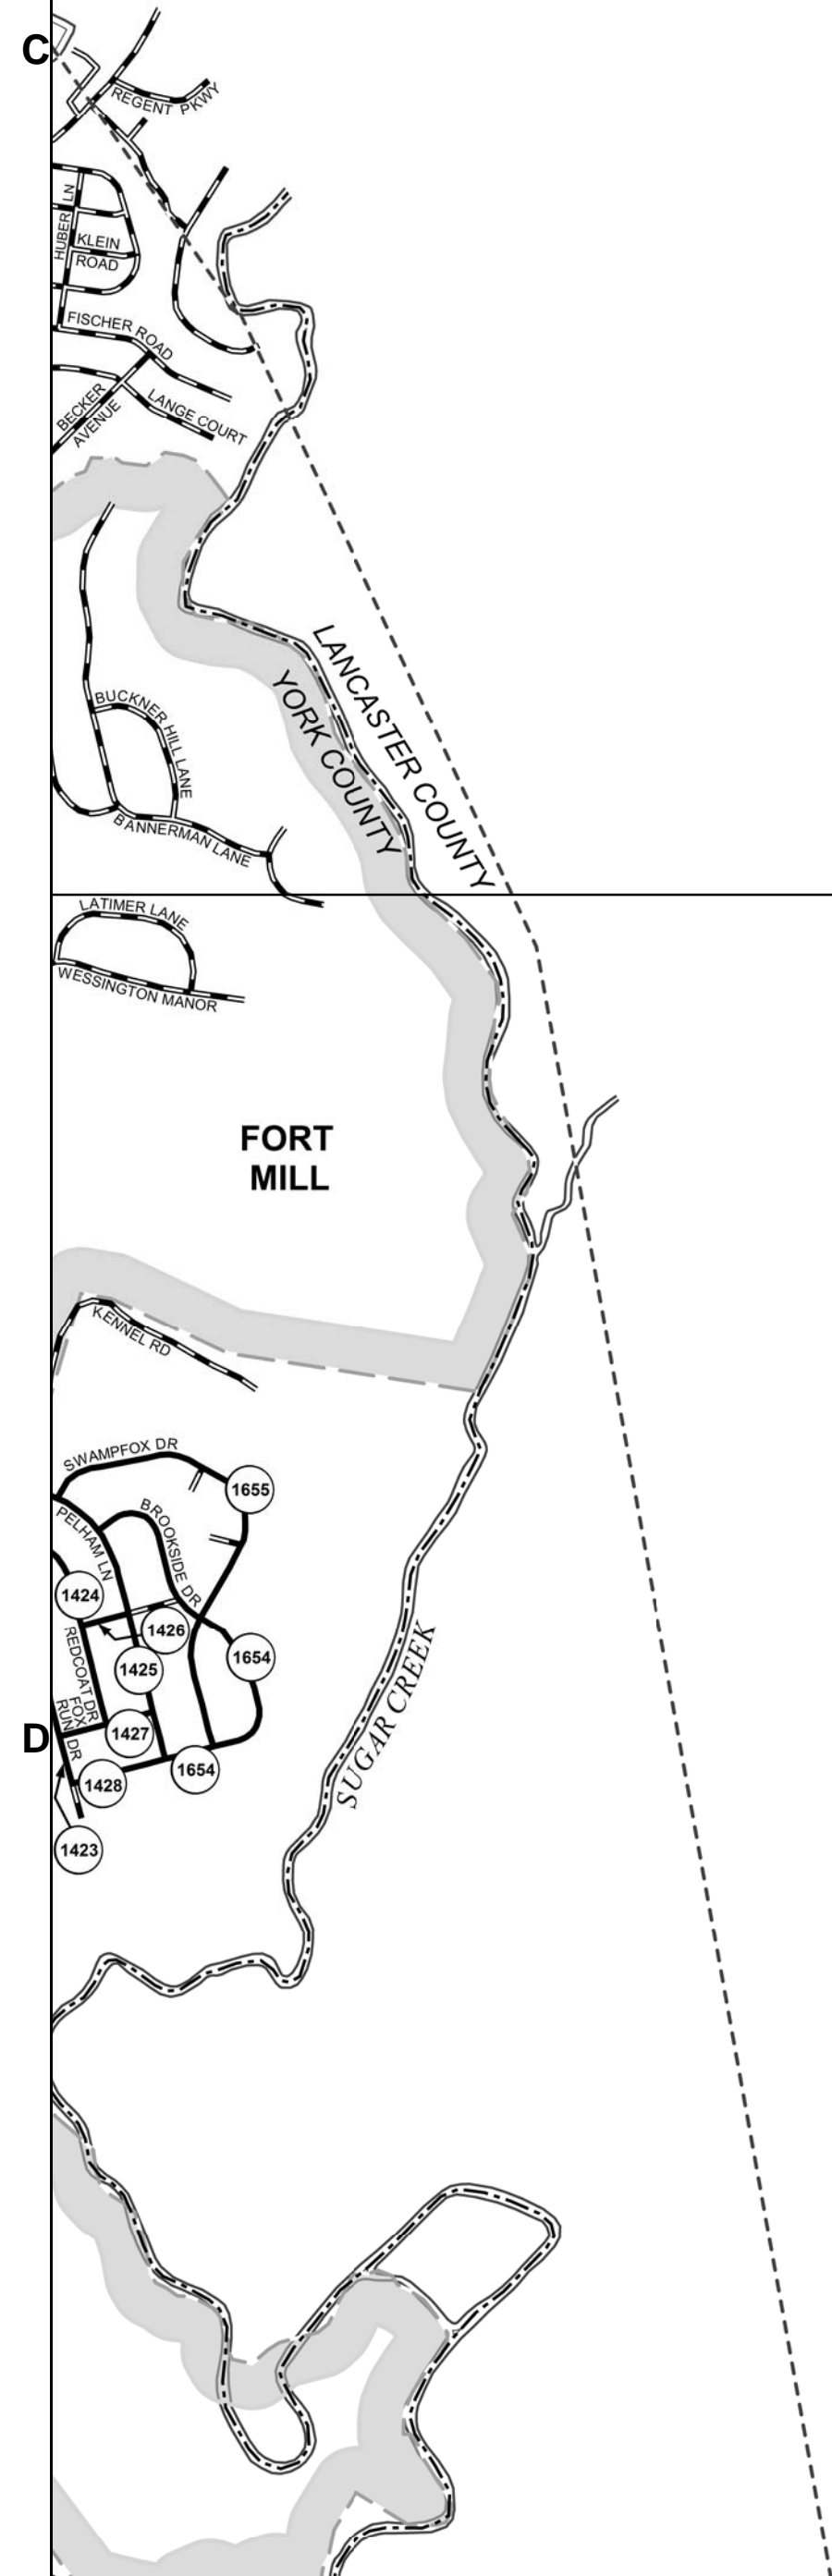 C
REGENT PKWY
HUBER LN
KLEIN
ROAD
FISCHER ROAD
BECKER
AVENUE
LANGE COURT
LANCASTER COUNTY
YORK COUNTY
BUCKNER HILL LANE
BANNERMAN LANE
LATIMER LANE
WESSINGTON MANOR
FORT
MILL
KENNEL RD
SWAMPFOX DR
1655
PELHAM LN
BROOKSIDE DR
1424
1426
REDCOAT DR
1425
1654
SUGAR CREEK
FOX
RUN DR
1427
D
1654
1428
1423